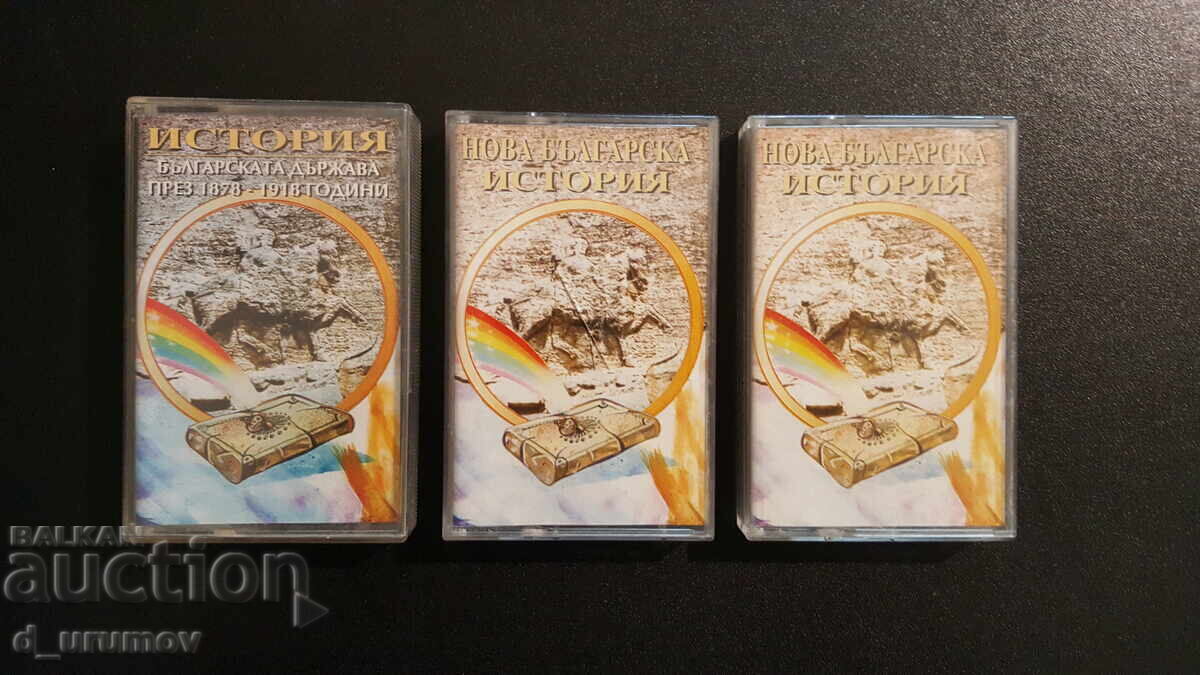 ИСТОРИЯ
БЪЛГАРСКАТА ДЪРЖАВА
ПРЕЗ 1878 - 1918 ГОДИНИ
НОВА БЪЛГАРСКА
ИСТОРИЯ
НОВА БЪЛГАРСКА
ИСТОРИЯ
BALKAN
auction
d_urumov